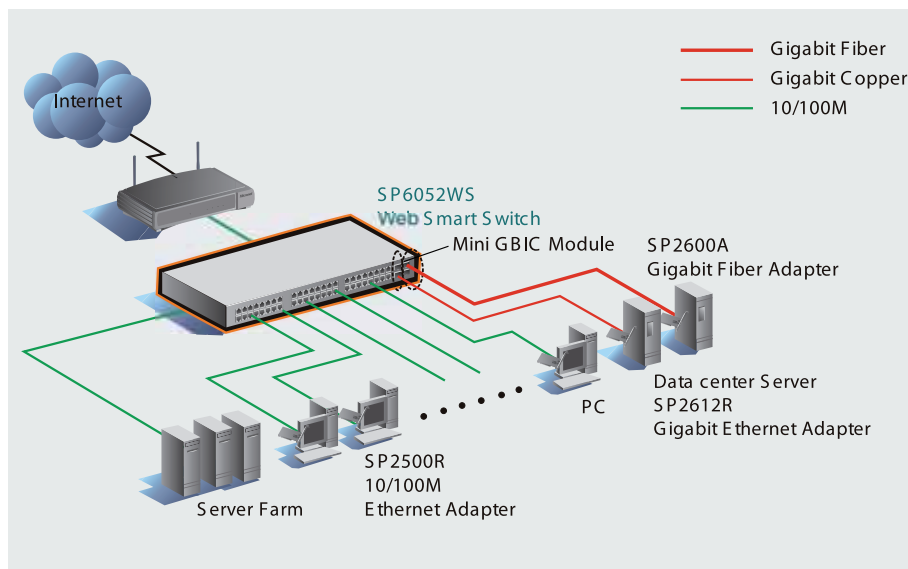 Gigabit Fiber
Gigabit Copper
10/100M
Internet
SP6052WS
Web Smart Switch
Mini GBIC Module
SP2600A
Gigabit Fiber Adapter
Data center Server
SP2612R
Gigabit Ethernet Adapter
PC
SP2500R
10/100M
Ethernet Adapter
Server Farm